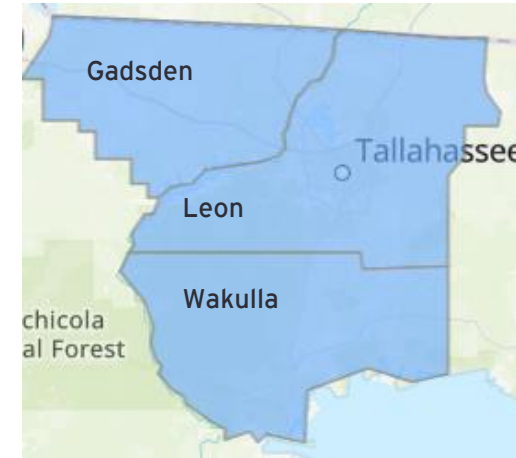 Gadsden
Tallahassee
Leon
Wakulla
chicola
al Forest